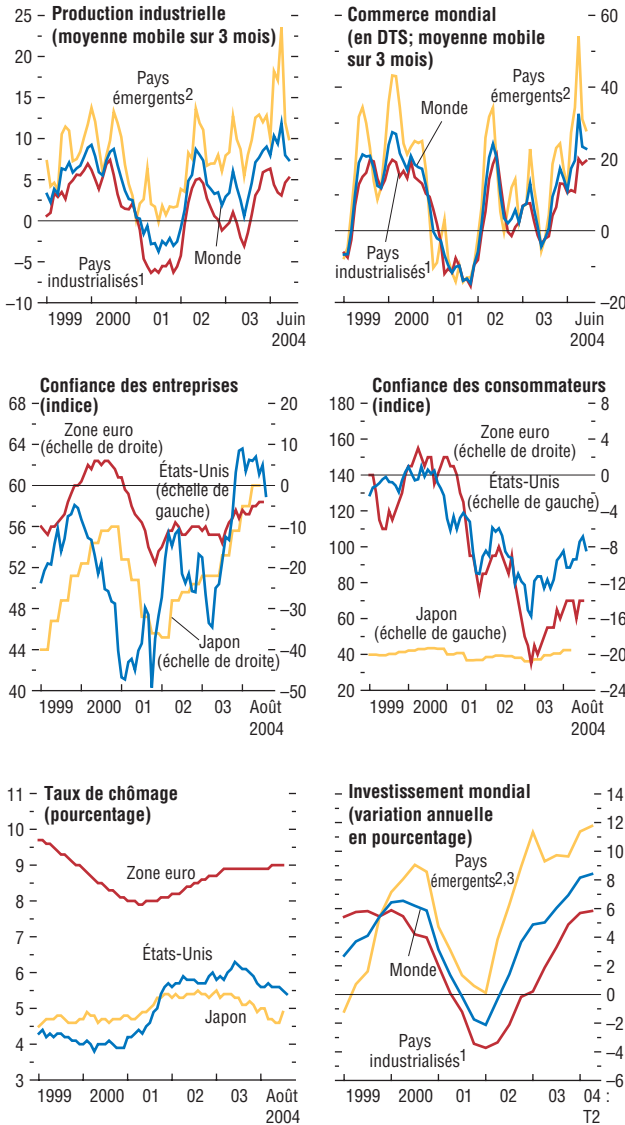 Production industrielle
(moyenne mobile sur 3 mois)
25
20
15
10
5
0
−5
−10
Pays
émergents2
Monde
Pays
industrialisés1
1999 2000 01 02 03 Juin
2004
Commerce mondial
(en DTS; moyenne mobile
sur 3 mois)
60
40
20
0
−20
Pays
émergents2
Monde
Pays
industrialisés1
1999 2000 01 02 03 Juin
2004
Confiance des entreprises
(indice)
68
64
60
56
52
48
44
40
20
10
0
−10
−20
−30
−40
−50
Zone euro
(échelle de droite)
États-Unis
(échelle de
gauche)
Japon
(échelle de droite)
1999 2000 01 02 03 Août
2004
Confiance des consommateurs
(indice)
180
160
140
120
100
80
60
40
20
8
4
0
−4
−8
−12
−16
−20
−24
Zone euro
(échelle de droite)
États-Unis
(échelle de gauche)
Japon
(échelle de gauche)
1999 2000 01 02 03 Août
2004
Taux de chômage
(pourcentage)
11
10
9
8
7
6
5
4
3
Zone euro
États-Unis
Japon
1999 2000 01 02 03 Août
2004
Investissement mondial
(variation annuelle
en pourcentage)
14
12
10
8
6
4
2
0
−2
−4
−6
Pays
émergents2,3
Monde
Pays
industrialisés1
1999 2000 01 02 03 04 :
T2